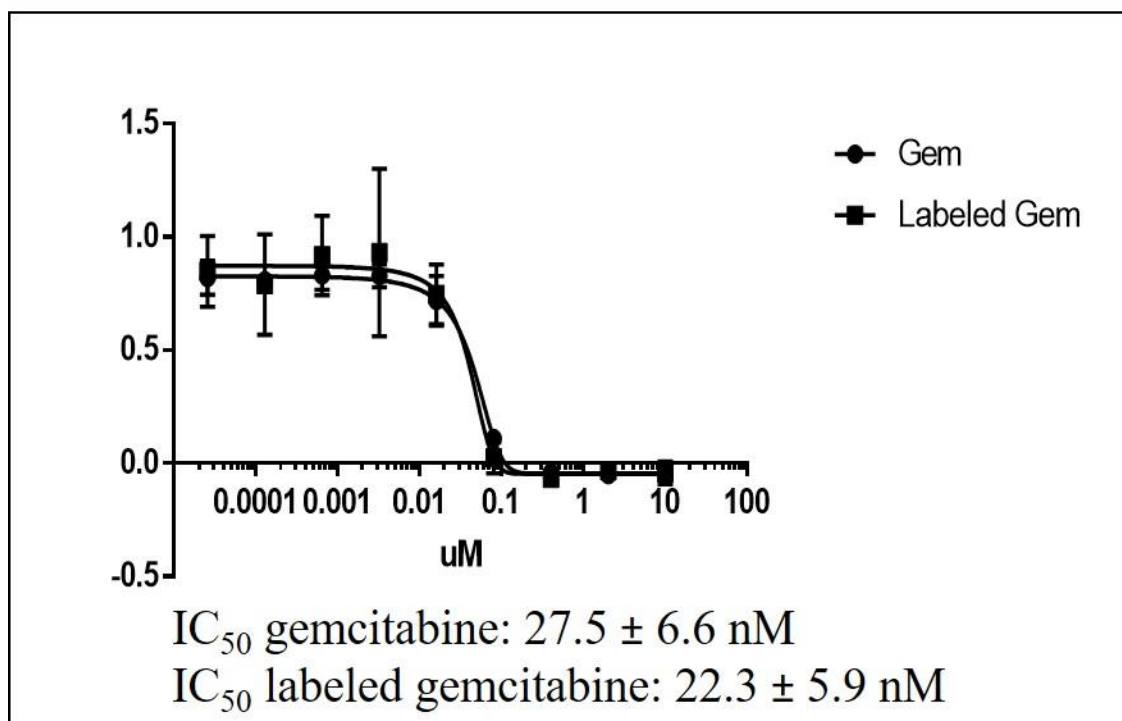 1.5
Gem
Labeled Gem
1.0
0.5
0.0
0.0001 0.001 0.01 0.1 1 10 100
uM
-0.5
IC₅₀ gemcitabine: 27.5 ± 6.6 nM
IC₅₀ labeled gemcitabine: 22.3 ± 5.9 nM